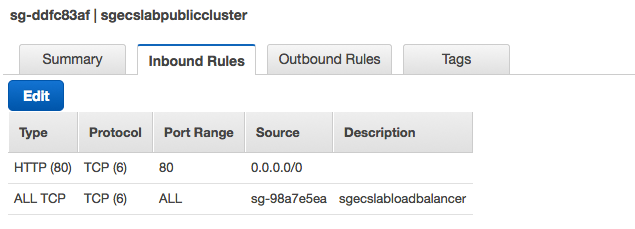 sg-ddfc83af | sgecslabpubliccluster
Summary Inbound Rules Outbound Rules Tags
Edit
Type Protocol Port Range Source Description
HTTP (80) TCP (6) 80 0.0.0.0/0
ALL TCP TCP (6) ALL sg-98a7e5ea sgecslabloadbalancer